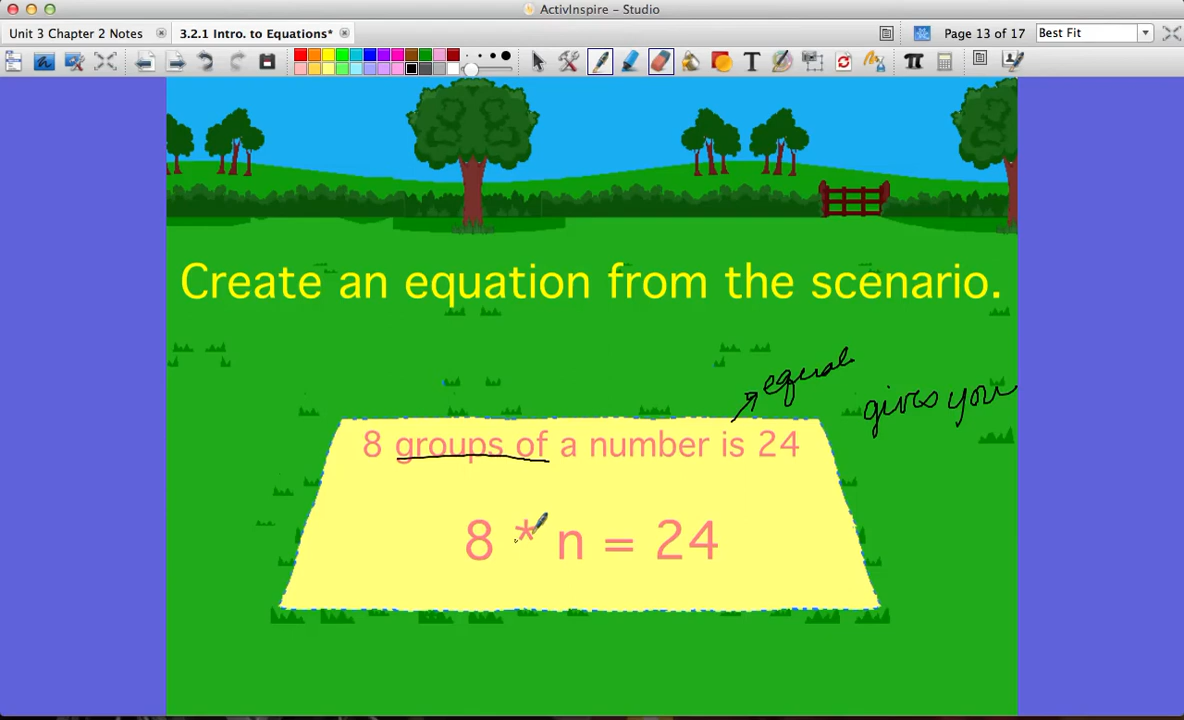 ActivInspire - Studio
Unit 3 Chapter 2 Notes
3.2.1 Intro. to Equations*
Page 13 of 17
Best Fit
Create an equation from the scenario.
equal
gives you
8 groups of a number is 24
8 * n = 24